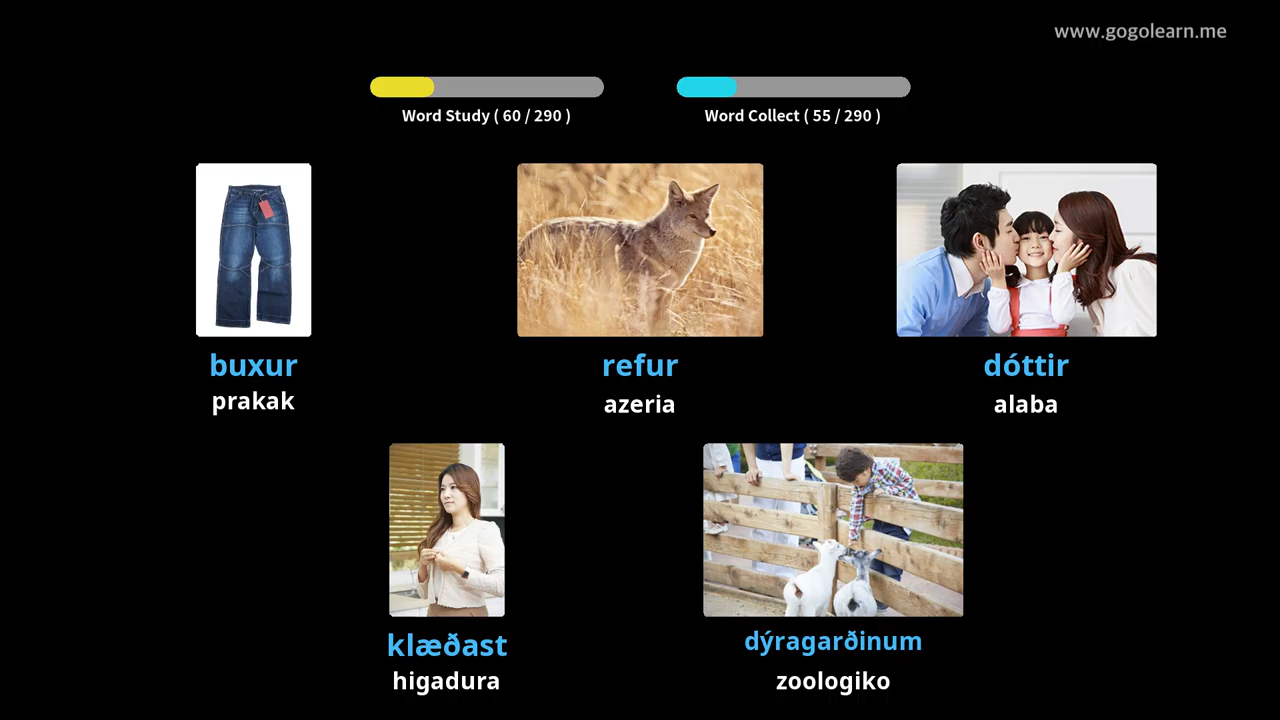 www.gogolearn.me
Word Study ( 60 / 290 )
Word Collect ( 55 / 290 )
buxur
prakak
refur
azeria
dóttir
alaba
klæðast
higadura
dýragarðinum
zoologiko